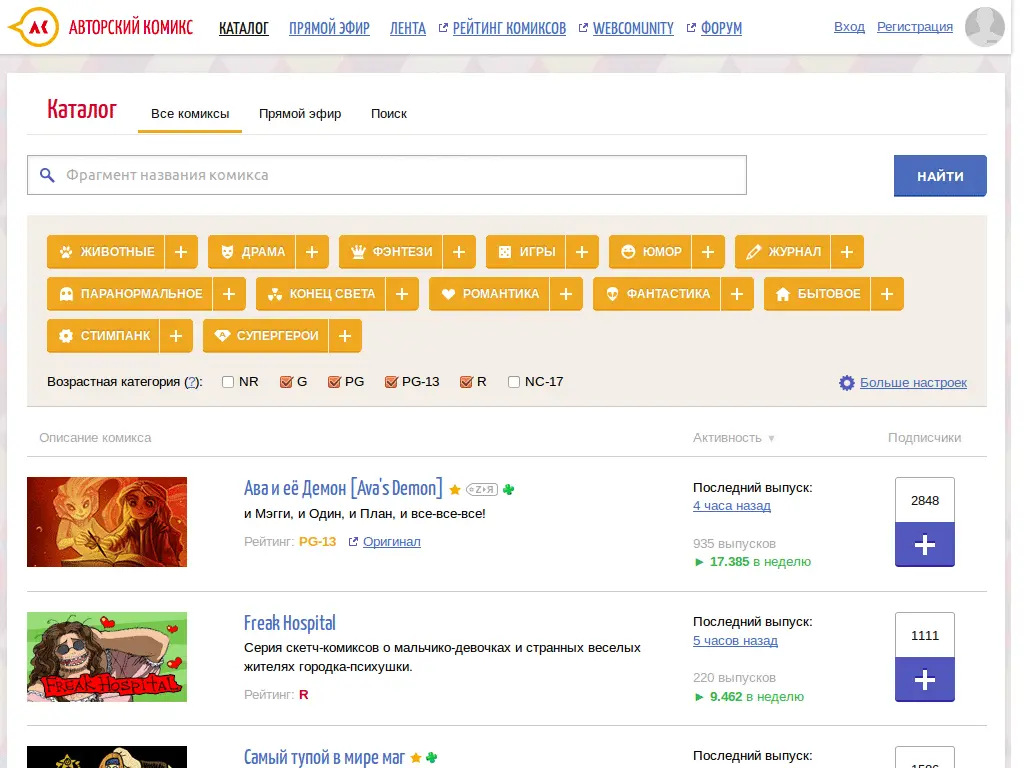 АВТОРСКИЙ КОМИКС КАТАЛОГ ПРЯМОЙ ЭФИР ЛЕНТА РЕЙТИНГ КОМИКСОВ WEBCOMUNITY ФОРУМ Вход Регистрация
Каталог Все комиксы Прямой эфир Поиск
Фрагмент названия комикса НАЙТИ
ЖИВОТНЫЕ + ДРАМА + ФЭНТЕЗИ + ИГРЫ + ЮМОР + ЖУРНАЛ +
ПАРАНОРМАЛЬНОЕ + КОНЕЦ СВЕТА + РОМАНТИКА + ФАНТАСТИКА + БЫТОВОЕ +
СТИМПАНК + СУПЕРГЕРОИ +
Возрастная категория (?): NR G PG PG-13 R NC-17 Больше настроек
Описание комикса Активность ▼ Подписчики
Ава и её Демон [Ava's Demon] Z Я
и Мэгги, и Один, и План, и все-все-все!
Рейтинг: PG-13 Оригинал
Последний выпуск:
4 часа назад
935 выпусков
► 17.385 в неделю
2848
+
FREAK HOSPITAL
Freak Hospital
Серия скетч-комиксов о мальчико-девочках и странных веселых
жителях городка-психушки.
Рейтинг: R
Последний выпуск:
5 часов назад
220 выпусков
► 9.462 в неделю
1111
+
Самый тупой в мире маг
Последний выпуск: